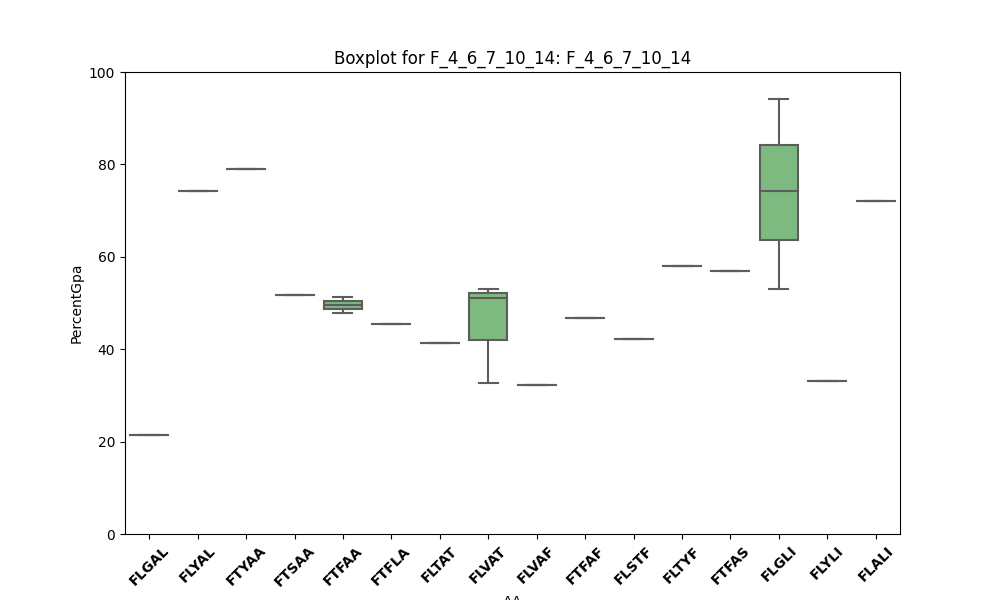 Boxplot for F_4_6_7_10_14: F_4_6_7_10_14
100
80
60
40
20
0
PercentGpa
FLGAL
FLYAL
FTYAA
FTSAA
FTFAA
FTFLA
FLTAT
FLVAT
FLVAF
FTFAF
FLSTF
FLTYF
FTFAS
FLGLI
FLYLI
FLALI
AA